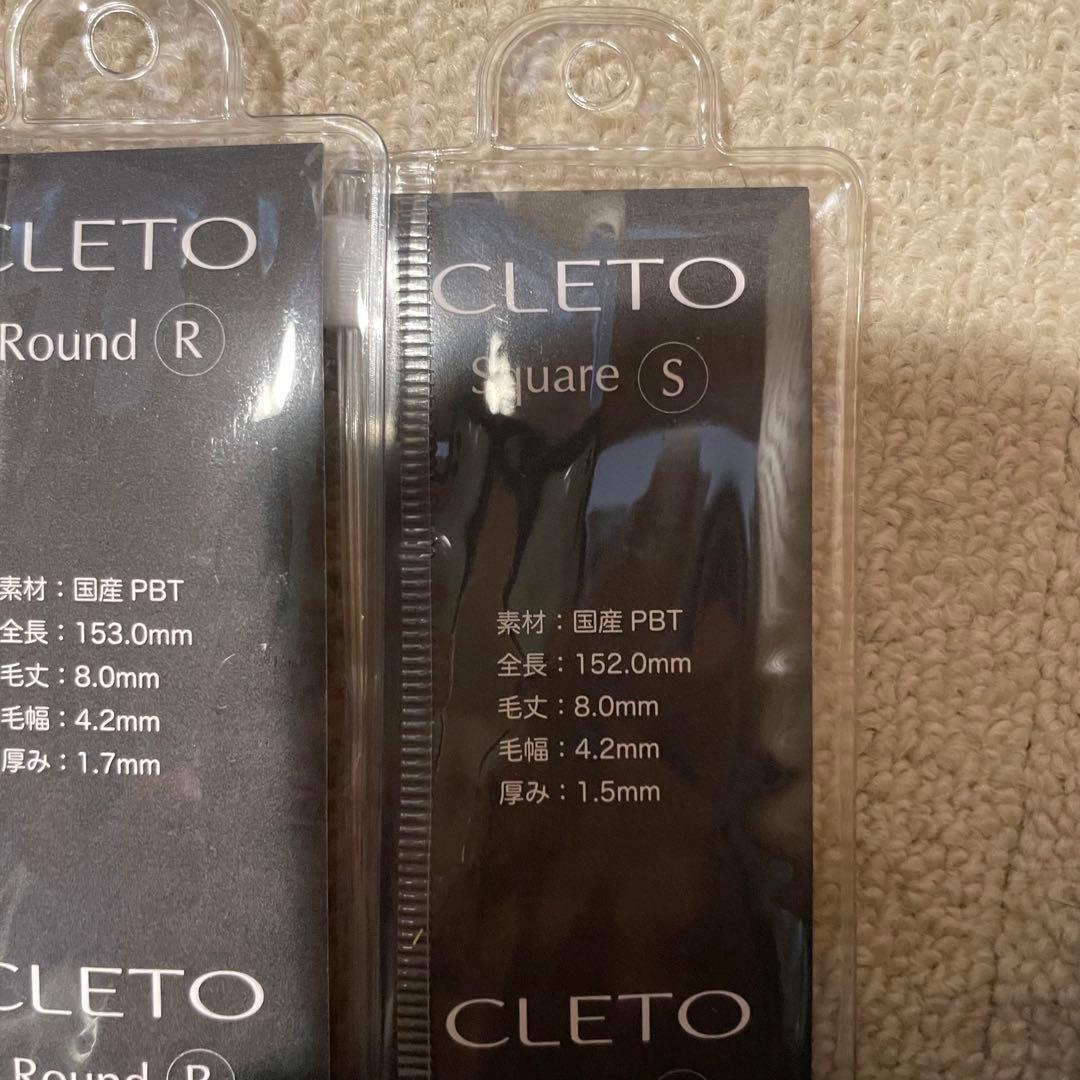 CLETO
Round R
素材：国産 PBT
全長：153.0mm
毛丈：8.0mm
毛幅：4.2mm
厚み：1.7mm
CLETO
Round R
CLETO
Square S
素材：国産 PBT
全長：152.0mm
毛丈：8.0mm
毛幅：4.2mm
厚み：1.5mm
CLETO